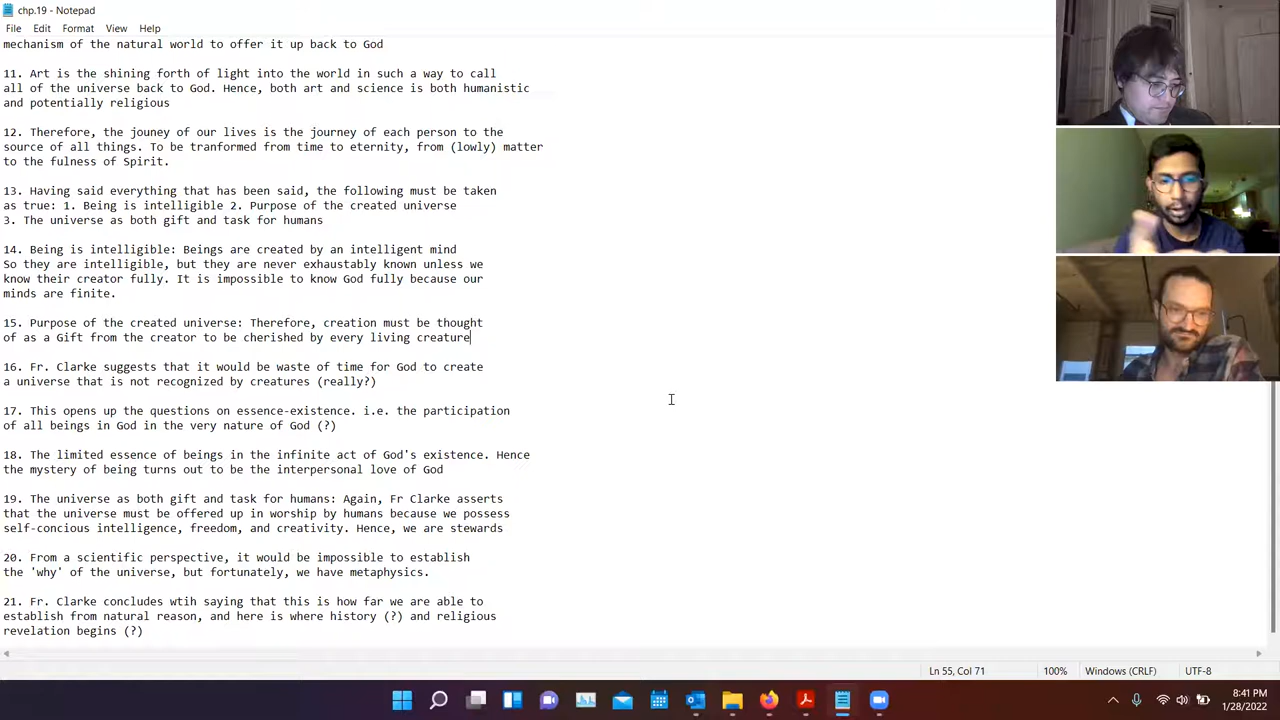 chp.19 - Notepad
File Edit Format View Help
mechanism of the natural world to offer it up back to God
11. Art is the shining forth of light into the world in such a way to call
all of the universe back to God. Hence, both art and science is both humanistic
and potentially religious
12. Therefore, the jouney of our lives is the journey of each person to the
source of all things. To be tranformed from time to eternity, from (lowly) matter
to the fulness of Spirit.
13. Having said everything that has been said, the following must be taken
as true: 1. Being is intelligible 2. Purpose of the created universe
3. The universe as both gift and task for humans
14. Being is intelligible: Beings are created by an intelligent mind
So they are intelligible, but they are never exhaustably known unless we
know their creator fully. It is impossible to know God fully because our
minds are finite.
15. Purpose of the created universe: Therefore, creation must be thought
of as a Gift from the creator to be cherished by every living creature
16. Fr. Clarke suggests that it would be waste of time for God to create
a universe that is not recognized by creatures (really?)
17. This opens up the questions on essence-existence. i.e. the participation
of all beings in God in the very nature of God (?)
18. The limited essence of beings in the infinite act of God's existence. Hence
the mystery of being turns out to be the interpersonal love of God
19. The universe as both gift and task for humans: Again, Fr Clarke asserts
that the universe must be offered up in worship by humans because we possess
self-concious intelligence, freedom, and creativity. Hence, we are stewards
20. From a scientific perspective, it would be impossible to establish
the 'why' of the universe, but fortunately, we have metaphysics.
21. Fr. Clarke concludes wtih saying that this is how far we are able to
establish from natural reason, and here is where history (?) and religious
revelation begins (?)
Ln 55, Col 71 100% Windows (CRLF) UTF-8
8:41 PM
1/28/2022